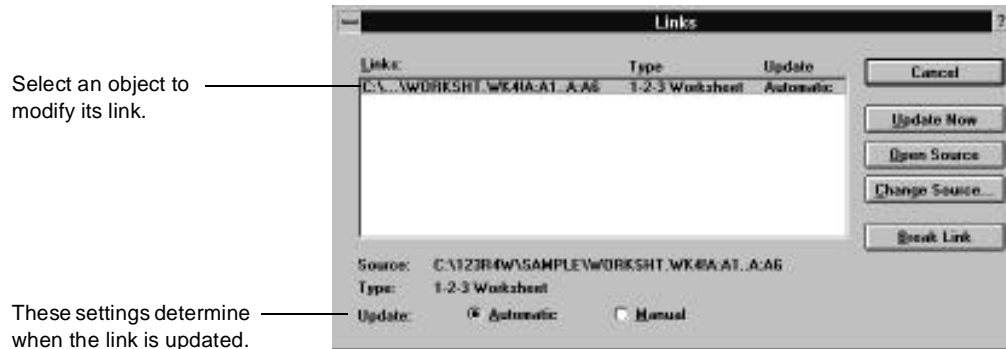 Links
?
Links: Type Update
C:\...\WORKSHT.WK4!A:A1..A:A6 1-2-3 Worksheet Automatic
Cancel
Select an object to
modify its link.
Update Now
Open Source
Change Source...
Break Link
Source: C:\123R4W\SAMPLE\WORKSHT.WK4!A:A1..A:A6
Type: 1-2-3 Worksheet
These settings determine
when the link is updated.
Update: Automatic Manual